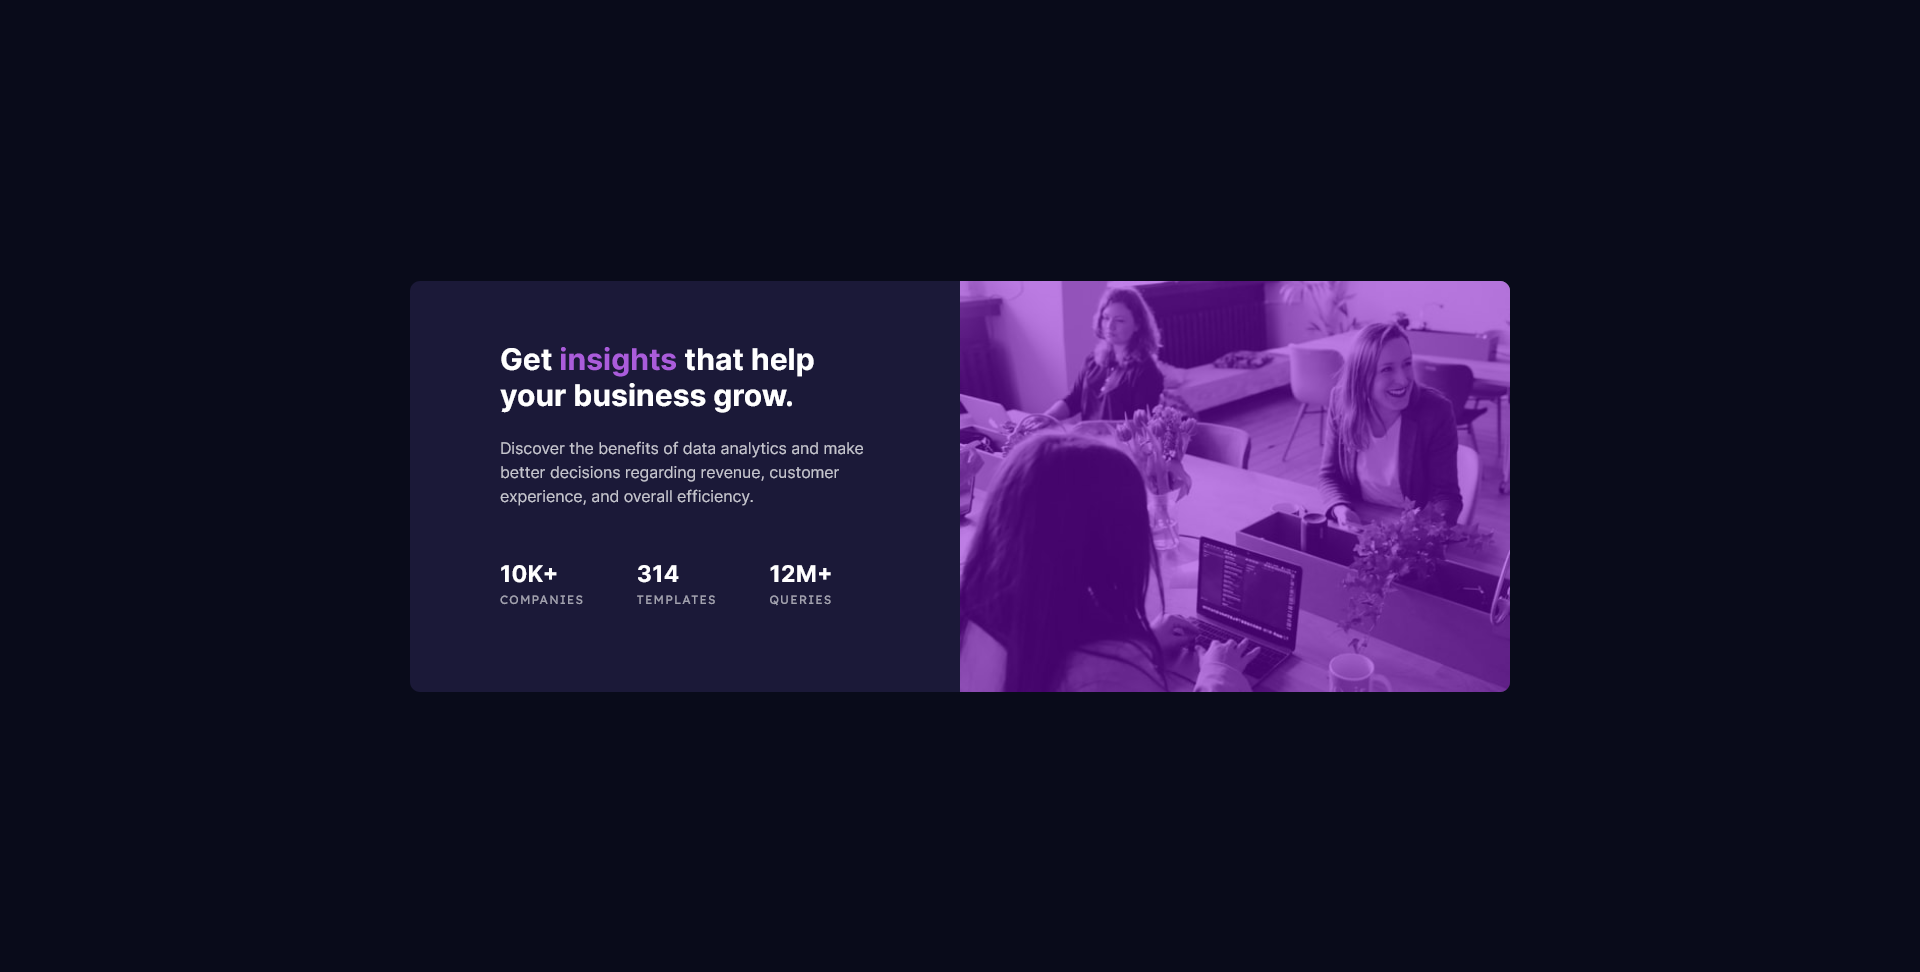 Get insights that help
your business grow.
Discover the benefits of data analytics and make
better decisions regarding revenue, customer
experience, and overall efficiency.
10K+ 314 12M+
COMPANIES TEMPLATES QUERIES